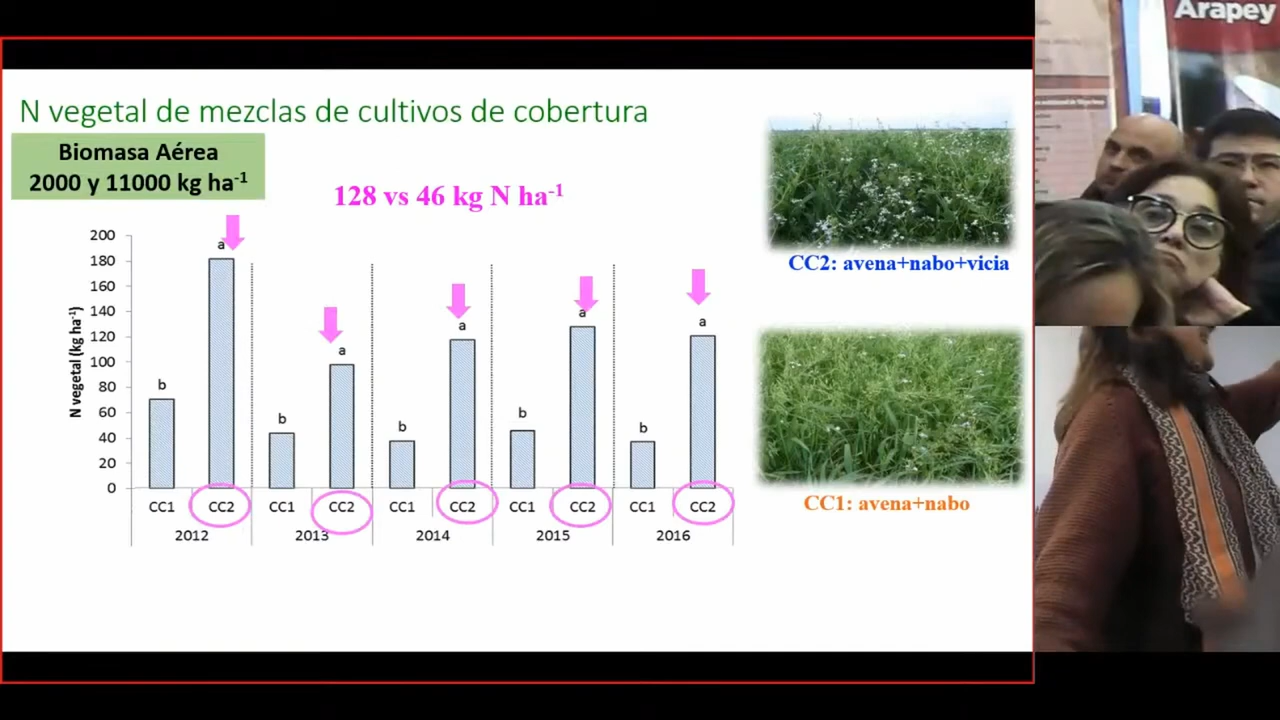 N vegetal de mezclas de cultivos de cobertura
Biomasa Aérea
2000 y 11000 kg ha-1
128 vs 46 kg N ha-1
N vegetal (kg ha-1)
200
180
160
140
120
100
80
60
40
20
0
b
a
b
a
b
a
b
a
b
a
CC1 CC2 CC1 CC2 CC1 CC2 CC1 CC2 CC1 CC2
2012 2013 2014 2015 2016
CC2: avena+nabo+vicia
CC1: avena+nabo
Arapey